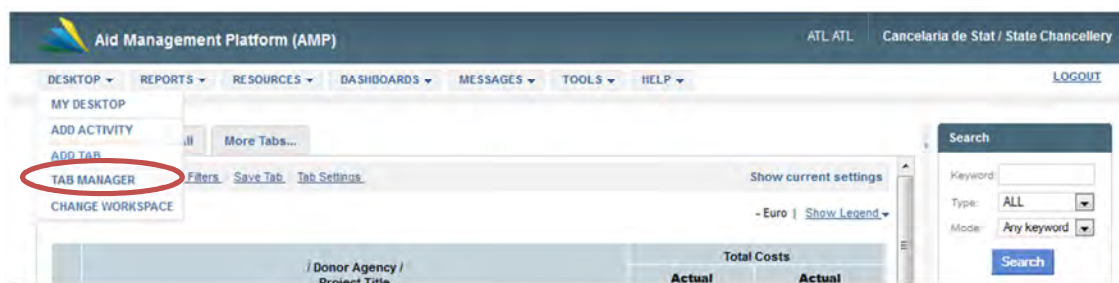 Aid Management Platform (AMP) ATL ATL Cancelaria de Stat / State Chancellery
DESKTOP REPORTS RESOURCES DASHBOARDS MESSAGES TOOLS HELP LOGOUT
MY DESKTOP
ADD ACTIVITY
More Tabs...
Search
ADD TAB
TAB MANAGER Filters Save Tab Tab Settings Show current settings
Keyword:
CHANGE WORKSPACE
Type: ALL
- Euro | Show Legend
Mode: Any keyword
Total Costs
Search
/ Donor Agency /
Project Title
Actual Actual